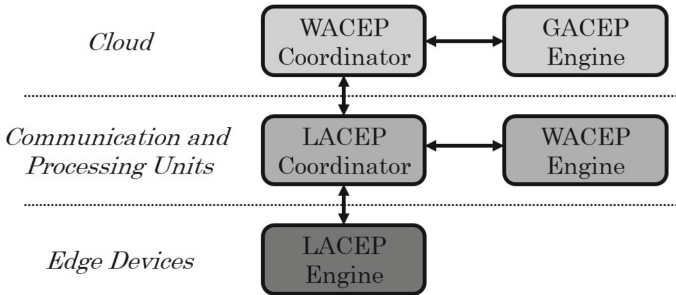 Cloud
WACEP
Coordinator
GACEP
Engine
Communication and
Processing Units
LACEP
Coordinator
WACEP
Engine
Edge Devices
LACEP
Engine